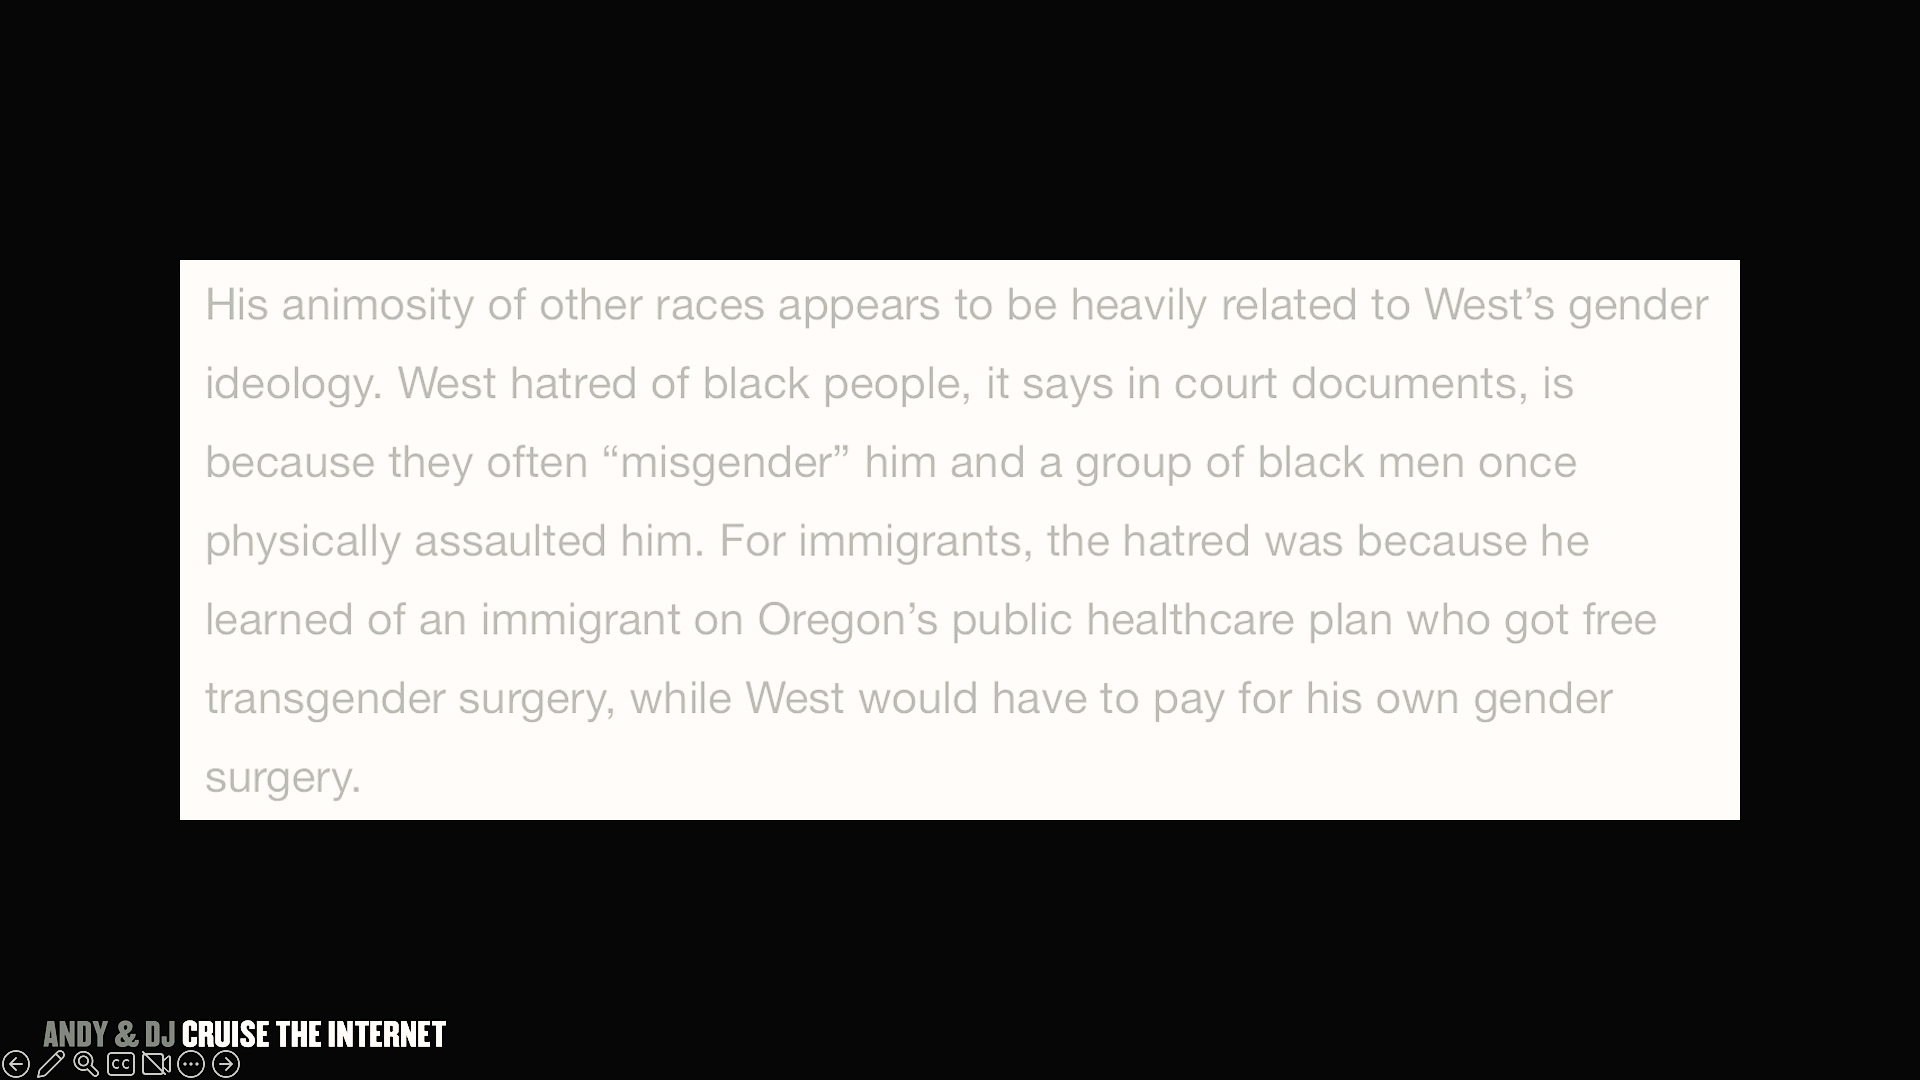 His animosity of other races appears to be heavily related to West’s gender
ideology. West hatred of black people, it says in court documents, is
because they often “misgender” him and a group of black men once
physically assaulted him. For immigrants, the hatred was because he
learned of an immigrant on Oregon’s public healthcare plan who got free
transgender surgery, while West would have to pay for his own gender
surgery.
ANDY & DJ CRUISE THE INTERNET
CC